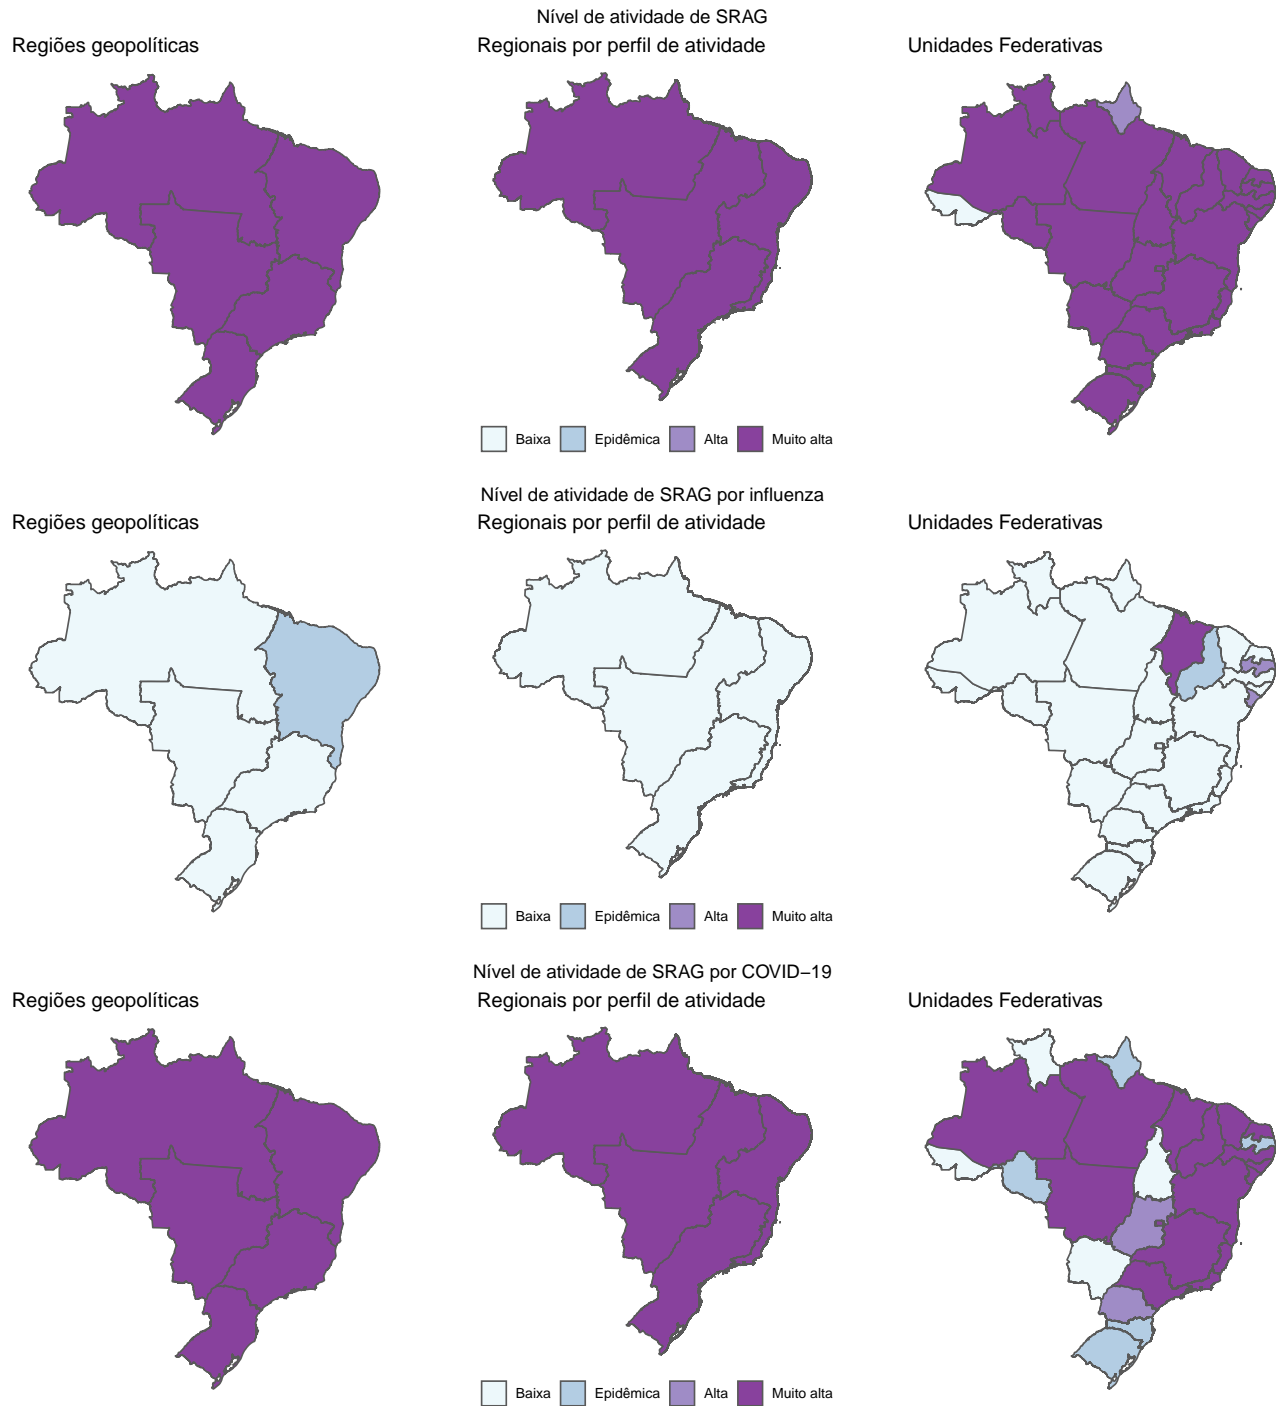 Nível de atividade de SRAG
Regiões geopolíticas
Regionais por perfil de atividade
Unidades Federativas
Baixa
Epidêmica
Alta
Muito alta
Nível de atividade de SRAG por influenza
Regiões geopolíticas
Regionais por perfil de atividade
Unidades Federativas
Baixa
Epidêmica
Alta
Muito alta
Nível de atividade de SRAG por COVID−19
Regiões geopolíticas
Regionais por perfil de atividade
Unidades Federativas
Baixa
Epidêmica
Alta
Muito alta